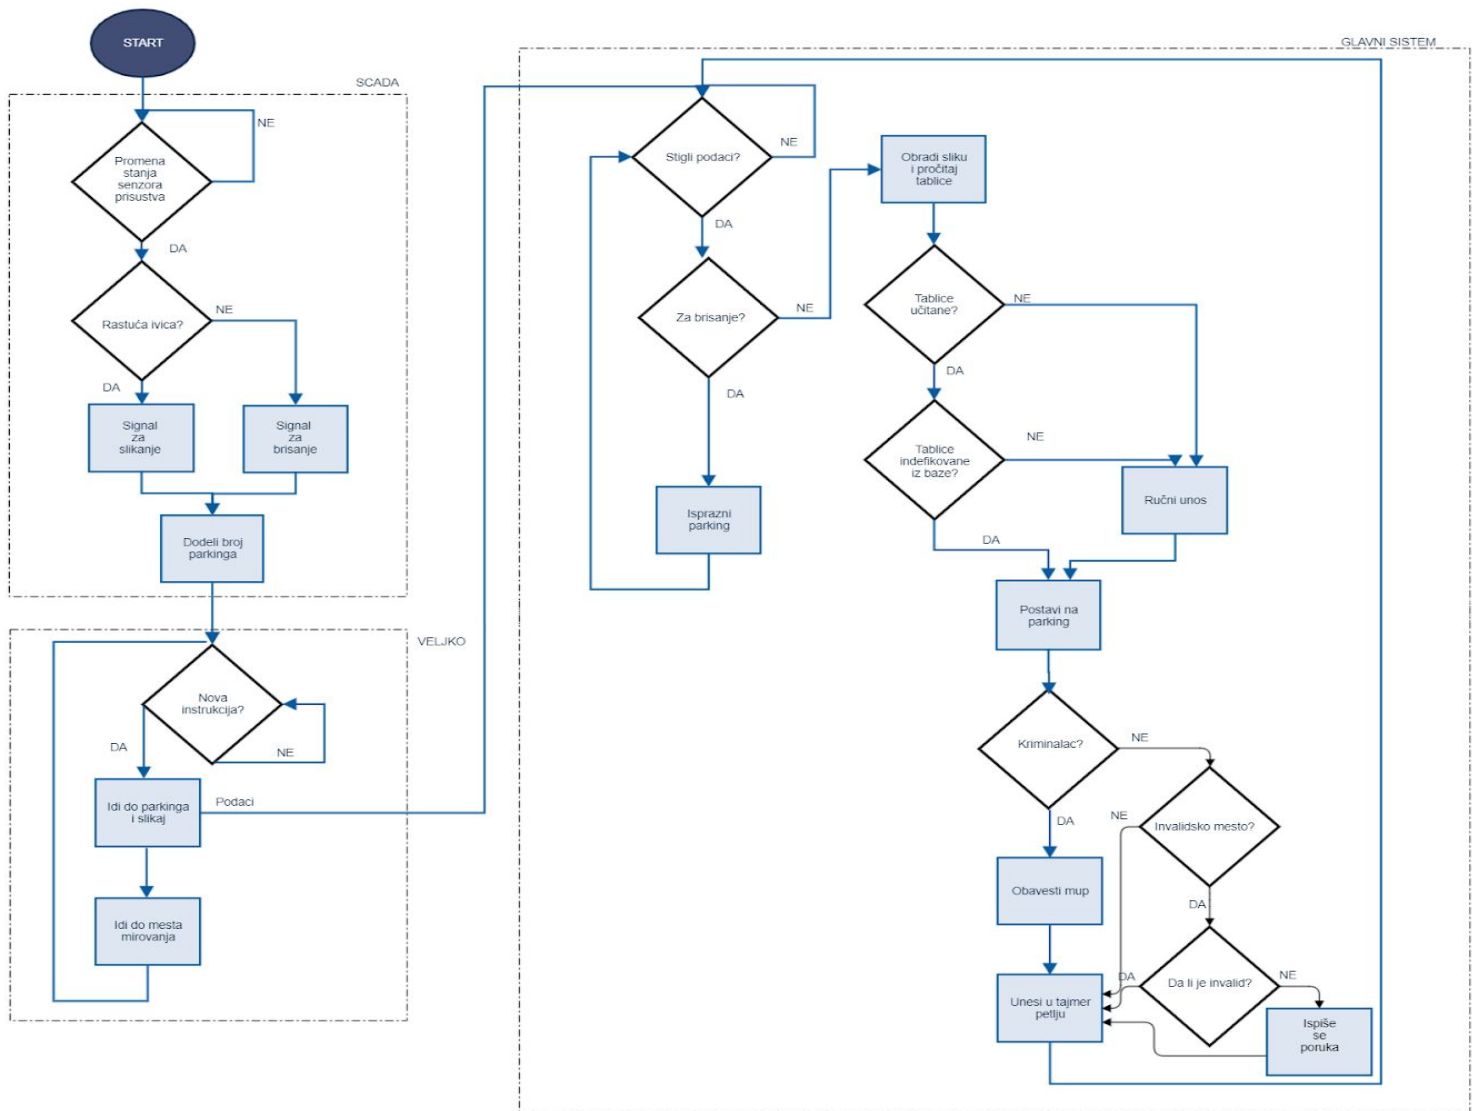 START
SCADA
Promena
stanja
senzora
prisustva
NE
DA
Rastuća ivica?
NE
DA
Signal
za
slikanje
Signal
za
brisanje
Dodeli broj
parkinga
VELJKO
Nova
instrukcija?
NE
DA
Idi do parkinga
i slikaj
Podaci
Idi do mesta
mirovanja
GLAVNI SISTEM
Stigli podaci?
NE
DA
Za brisanje?
NE
DA
Isprazni
parking
Obradi sliku
i pročitaj
tablice
Tablice
učitane?
NE
DA
Tablice
indefikovane
iz baze?
NE
DA
Ručni unos
Postavi na
parking
Kriminalac?
NE
DA
Obavesti mup
Invalidsko mesto?
NE
DA
Da li je invalid?
DA
NE
Ispiše
se
poruka
Unesi u tajmer
petlju